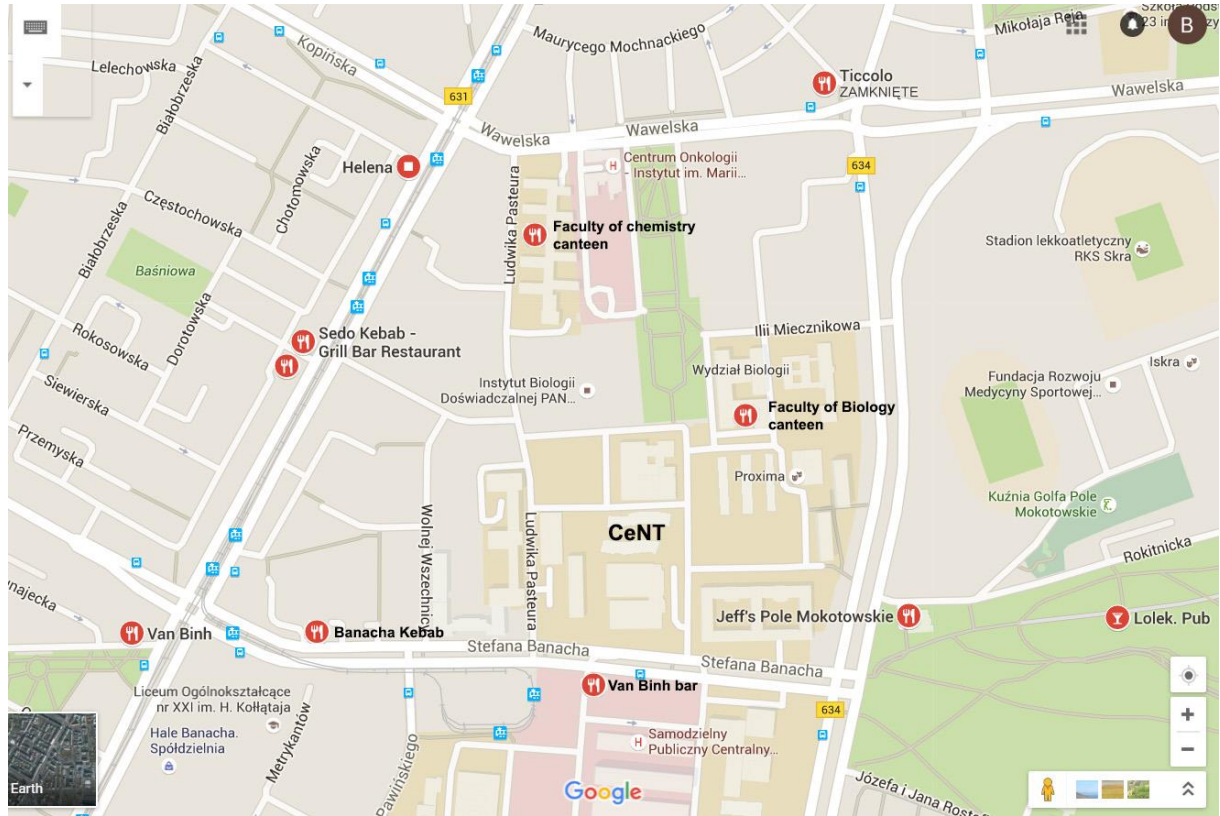 Maurycego Mochnackiego
Mikołaja Reja
Szkoła
B
Kopińska
Lelechowska
Białobrzeska
Ticcolo
ZAMKNIĘTE
Wawelska
631
Wawelska
Wawelska
Helena
Chotomowska
Centrum Onkologii
- Instytut im. Marii...
634
Częstochowska
Ludwika Pasteura
Faculty of chemistry
canteen
Białobrzeska
Stadion lekkoatletyczny
RKS Skra
Baśniowa
Dorotowska
Rokosowska
Sedo Kebab -
Grill Bar Restaurant
Ilii Miecznikowa
Siewierska
Instytut Biologii
Doświadczalnej PAN...
Wydział Biologii
Iskra
Fundacja Rozwoju
Medycyny Sportowej...
Faculty of Biology
canteen
Przemyska
Proxima
Kuźnia Golfa Pole
Mokotowskie
Wolnej Wszechnicy
Ludwika Pasteura
CeNT
Rokitnicka
najecka
Van Binh
Banacha Kebab
Jeff's Pole Mokotowskie
Lolek. Pub
Stefana Banacha
Stefana Banacha
Van Binh bar
Liceum Ogólnokształcące
nr XXI im. H. Kołłątaja
634
Hale Banacha.
Spółdzielnia
Metrykantów
Pawińskiego
Samodzielny
Publiczny Centralny...
Earth
Google
Józefa i Jana Rostaf